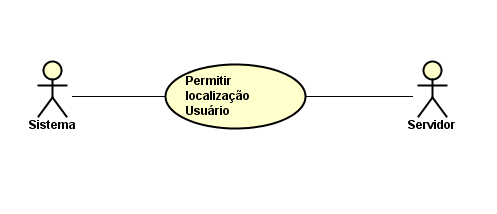 Permitir
localização
Usuário
Sistema
Servidor